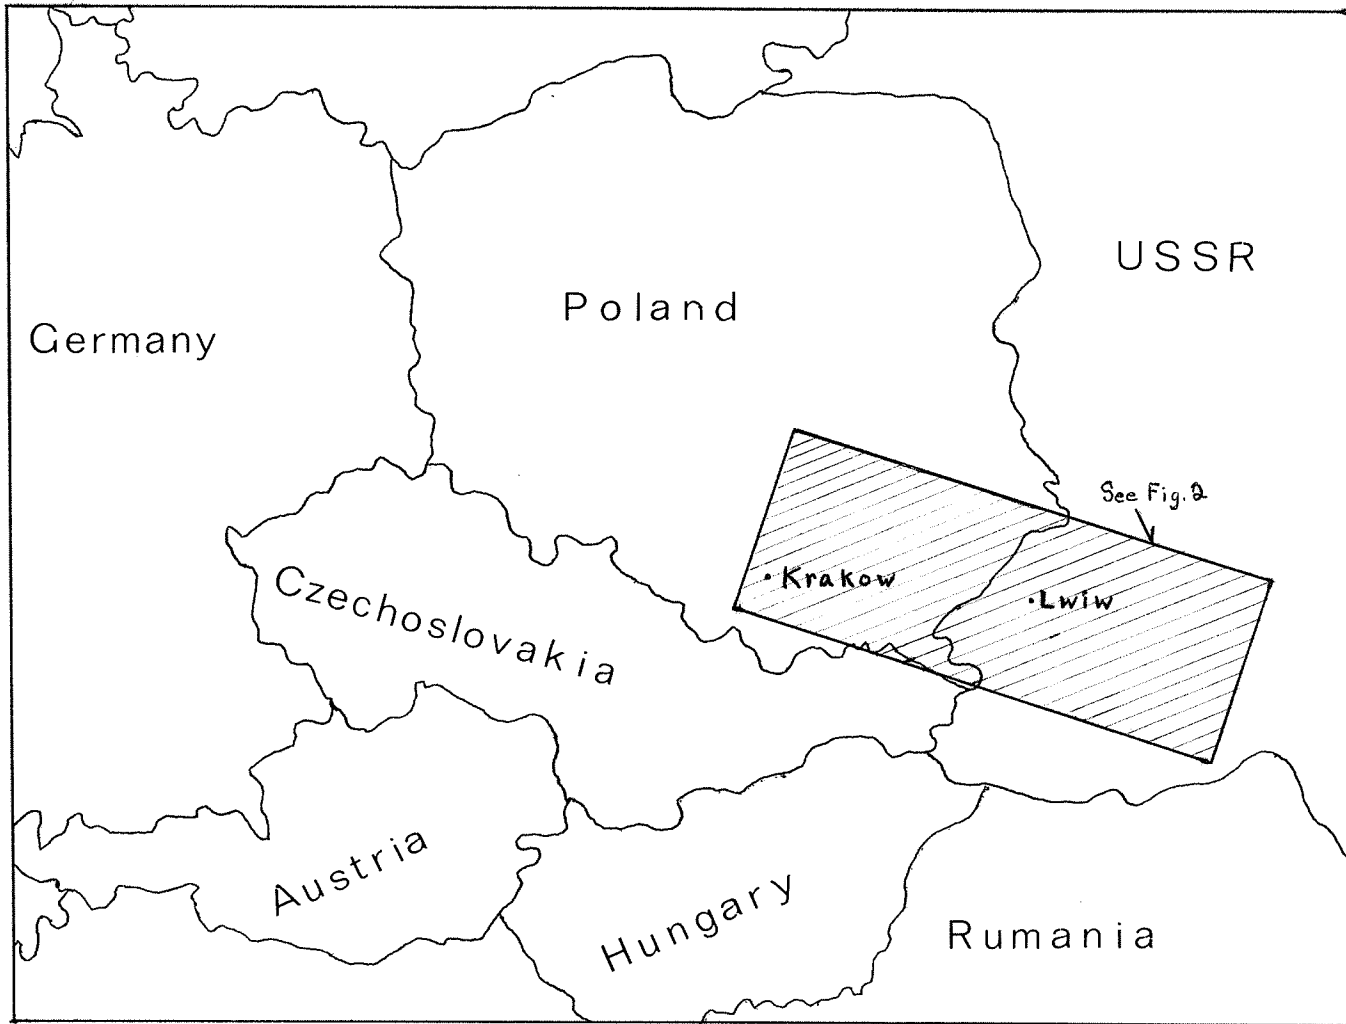 USSR
Poland
Germany
See Fig. 2
Krakow
Lwiw
Czechoslovakia
Austria
Hungary
Rumania